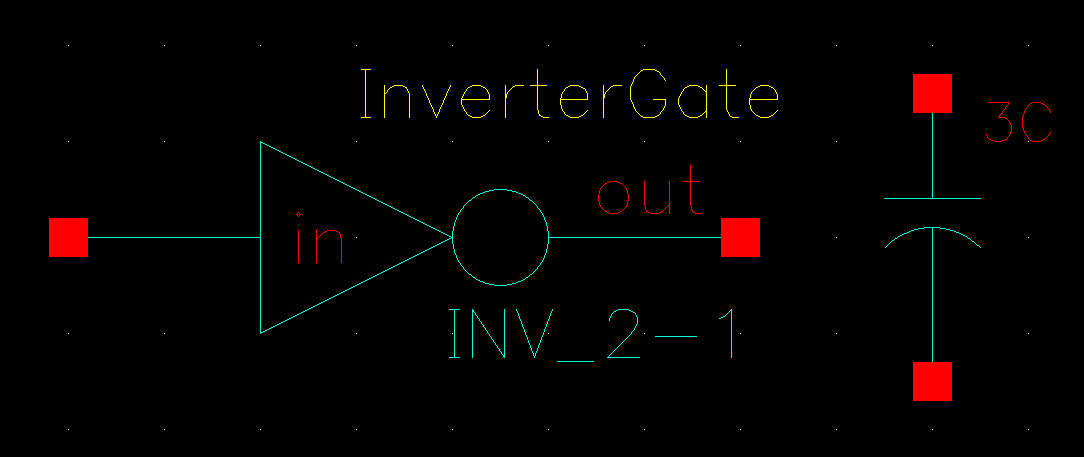 InverterGate
3C
out
in
INV_2-1